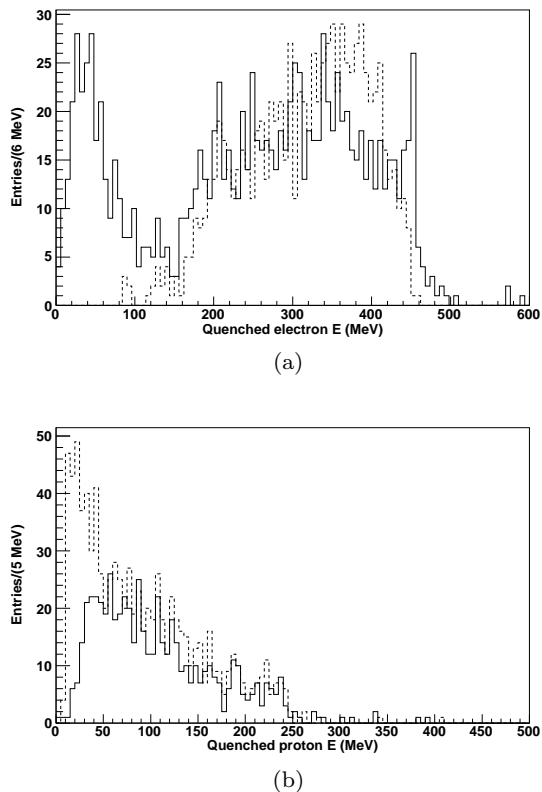 30
25
20
15
10
5
0
Entries/(6 MeV)
0 100 200 300 400 500 600
Quenched electron E (MeV)
(a)
50
40
30
20
10
0
Entries/(5 MeV)
0 50 100 150 200 250 300 350 400 450 500
Quenched proton E (MeV)
(b)